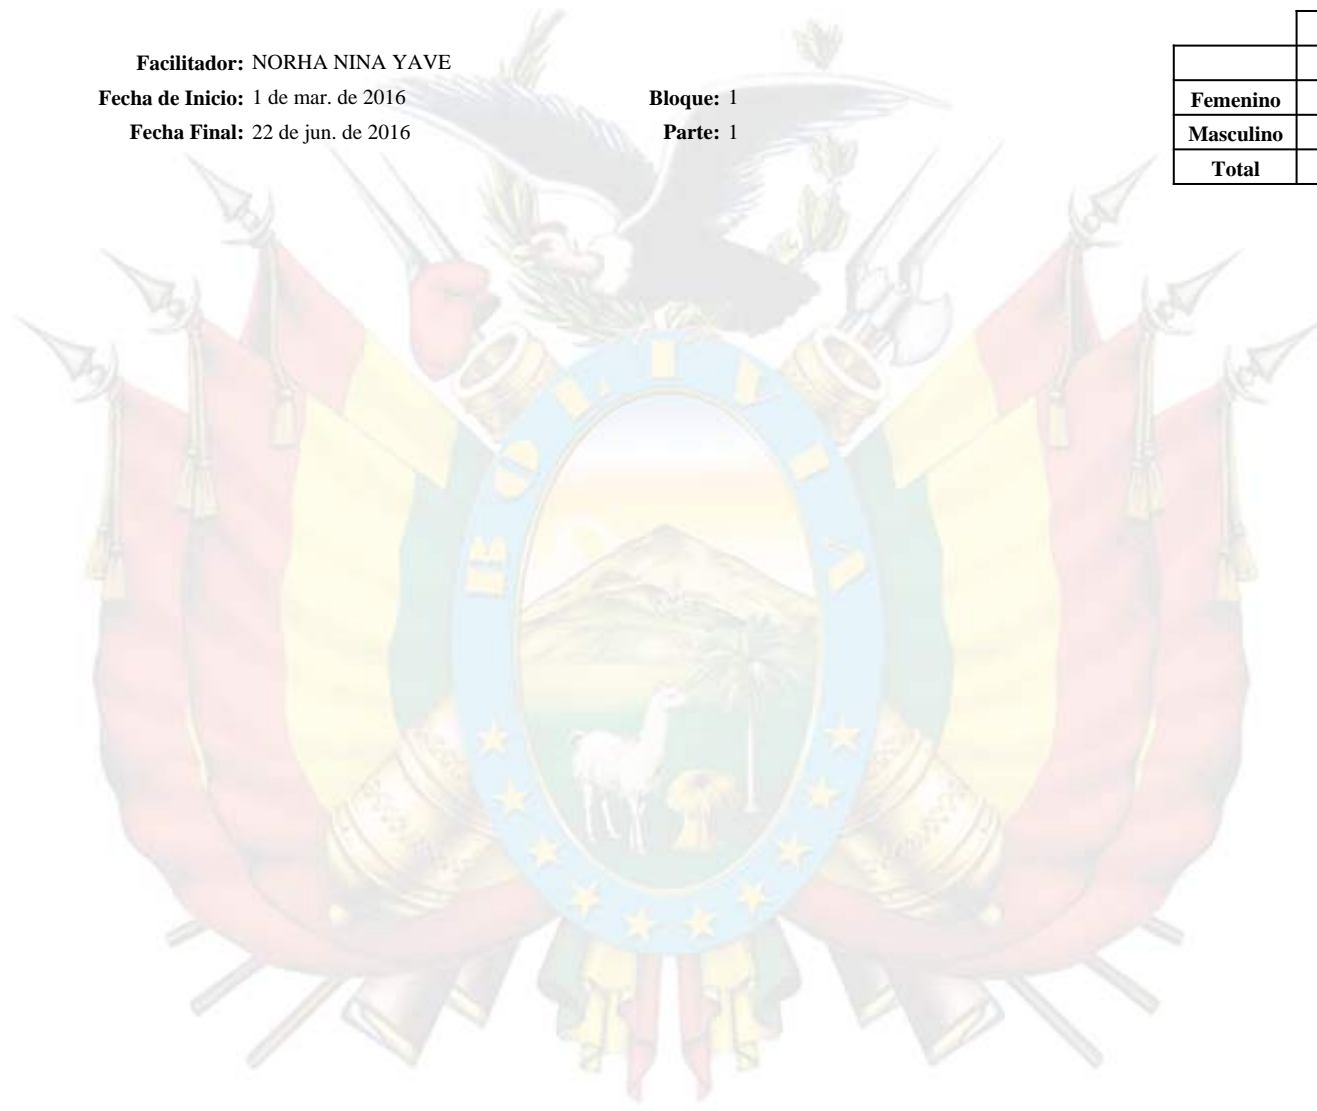 Facilitador: NORHA NINA YAVE
Fecha de Inicio: 1 de mar. de 2016
Bloque: 1
Fecha Final: 22 de jun. de 2016
Parte: 1
Femenino
Masculino
Total
BOLIVIA